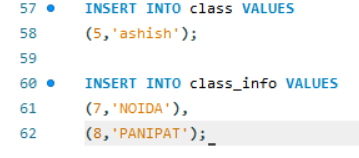 57 INSERT INTO class VALUES
58 (5,'ashish');
59
60 INSERT INTO class_info VALUES
61 (7,'NOIDA'),
62 (8,'PANIPAT');